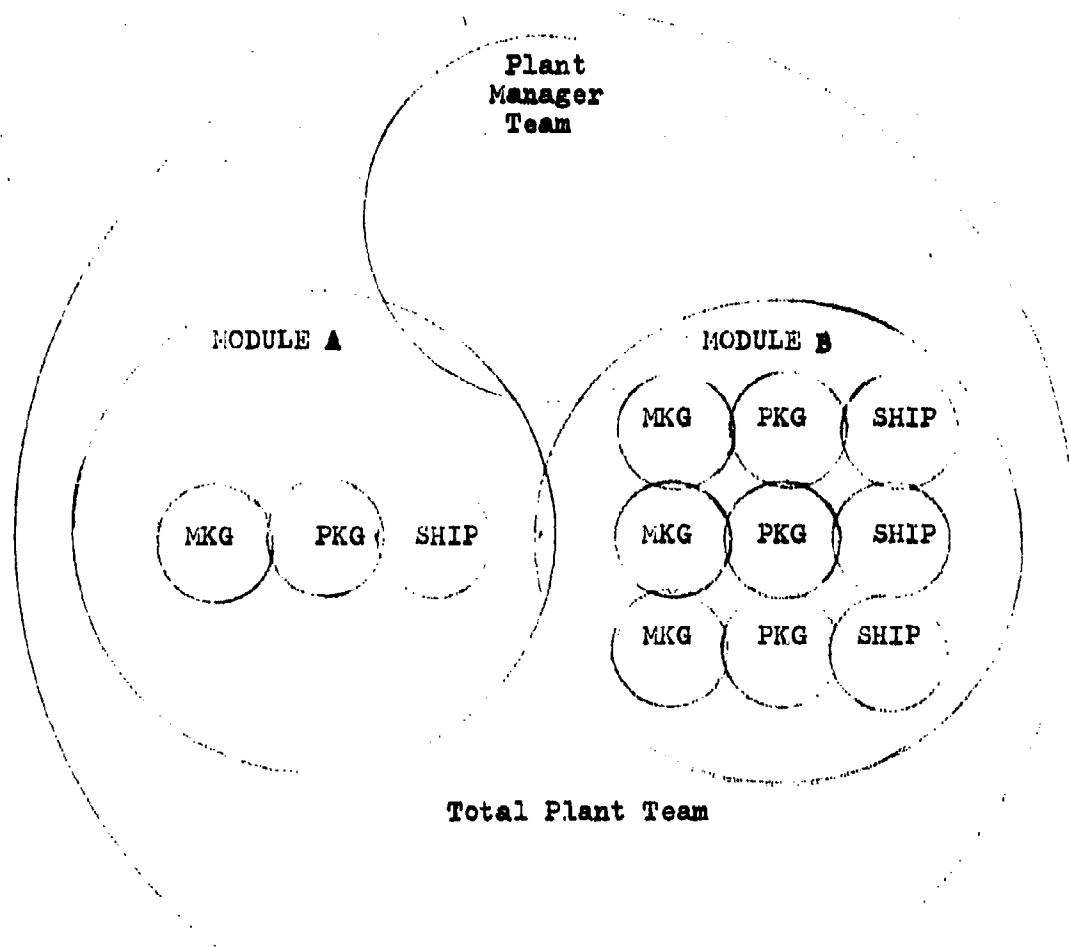 Plant
Manager
Team
MODULE A
MODULE B
MKG PKG SHIP
MKG PKG SHIP
MKG PKG SHIP
MKG PKG SHIP
Total Plant Team